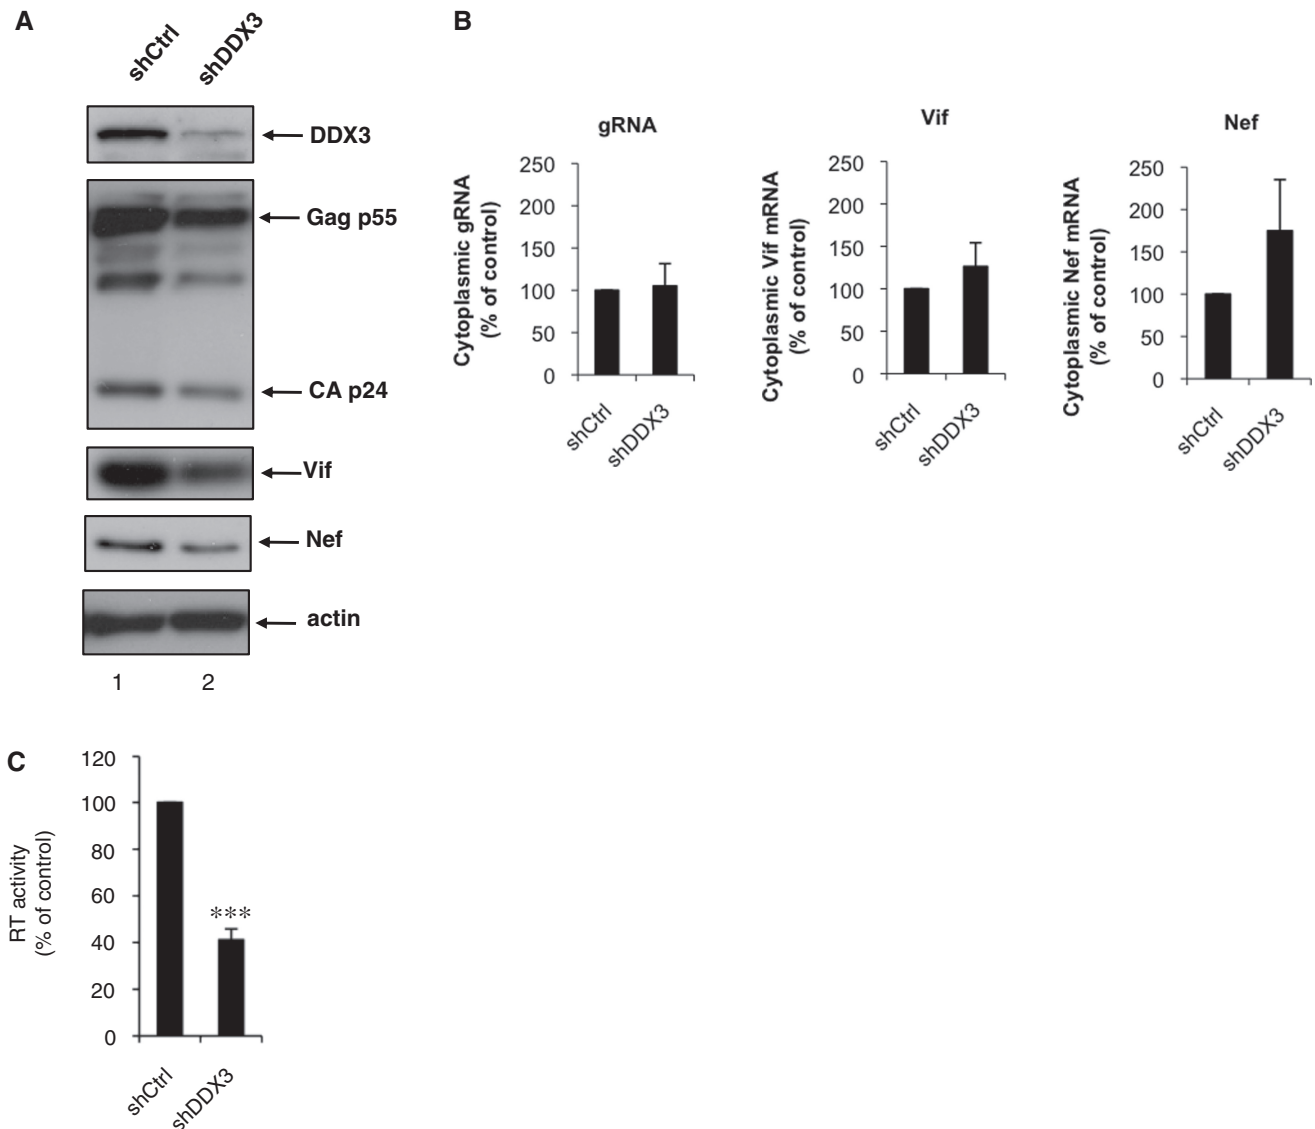 A
shCtrl
shDDX3
DDX3
Gag p55
CA p24
Vif
Nef
actin
1 2
B
gRNA
Cytoplasmic gRNA
(% of control)
250
200
150
100
50
0
shCtrl
shDDX3
Vif
Cytoplasmic Vif mRNA
(% of control)
250
200
150
100
50
0
shCtrl
shDDX3
Nef
Cytoplasmic Nef mRNA
(% of control)
250
200
150
100
50
0
shCtrl
shDDX3
C
RT activity
(% of control)
120
100
80
60
40
20
0
***
shCtrl
shDDX3